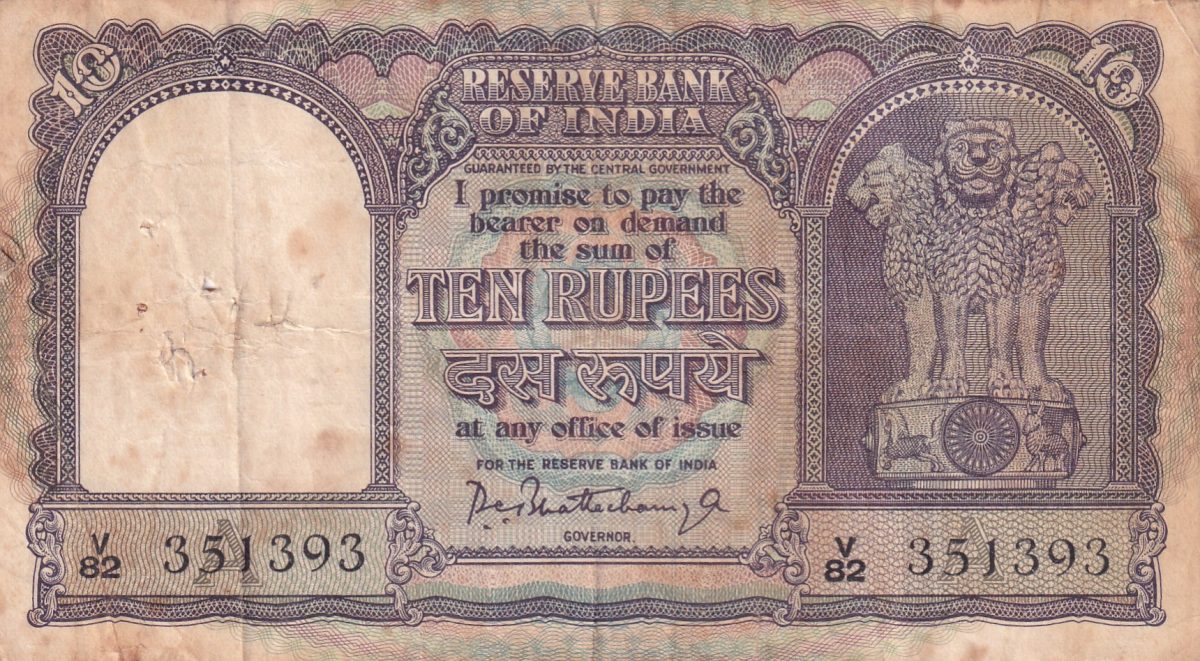 10
10
RESERVE BANK
OF INDIA
GUARANTEED BY THE CENTRAL GOVERNMENT
I promise to pay the
bearer on demand
the sum of
TEN RUPEES
दस रुपये
at any office of issue
FOR THE RESERVE BANK OF INDIA
P.C. Bhattacharyya
GOVERNOR.
V
82
351393
A
V
82
351393
A